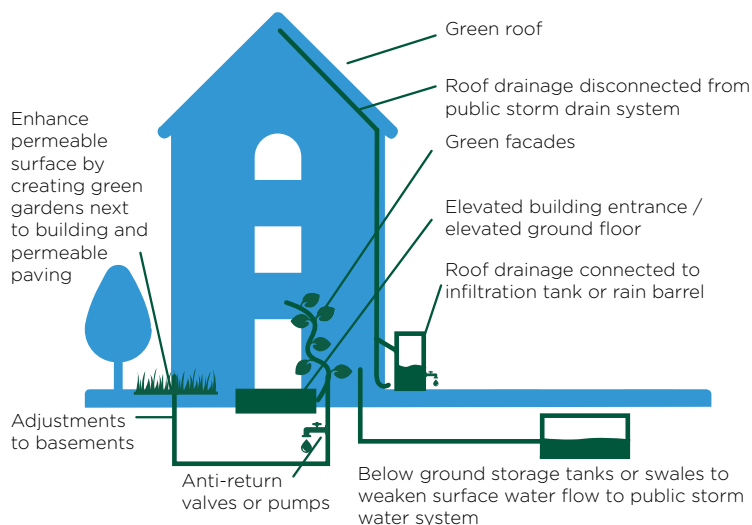 Green roof
Roof drainage disconnected from
public storm drain system
Enhance
permeable
surface by
creating green
gardens next
to building and
permeable
paving
Green facades
Elevated building entrance /
elevated ground floor
Roof drainage connected to
infiltration tank or rain barrel
Adjustments
to basements
Anti-return
valves or pumps
Below ground storage tanks or swales to
weaken surface water flow to public storm
water system